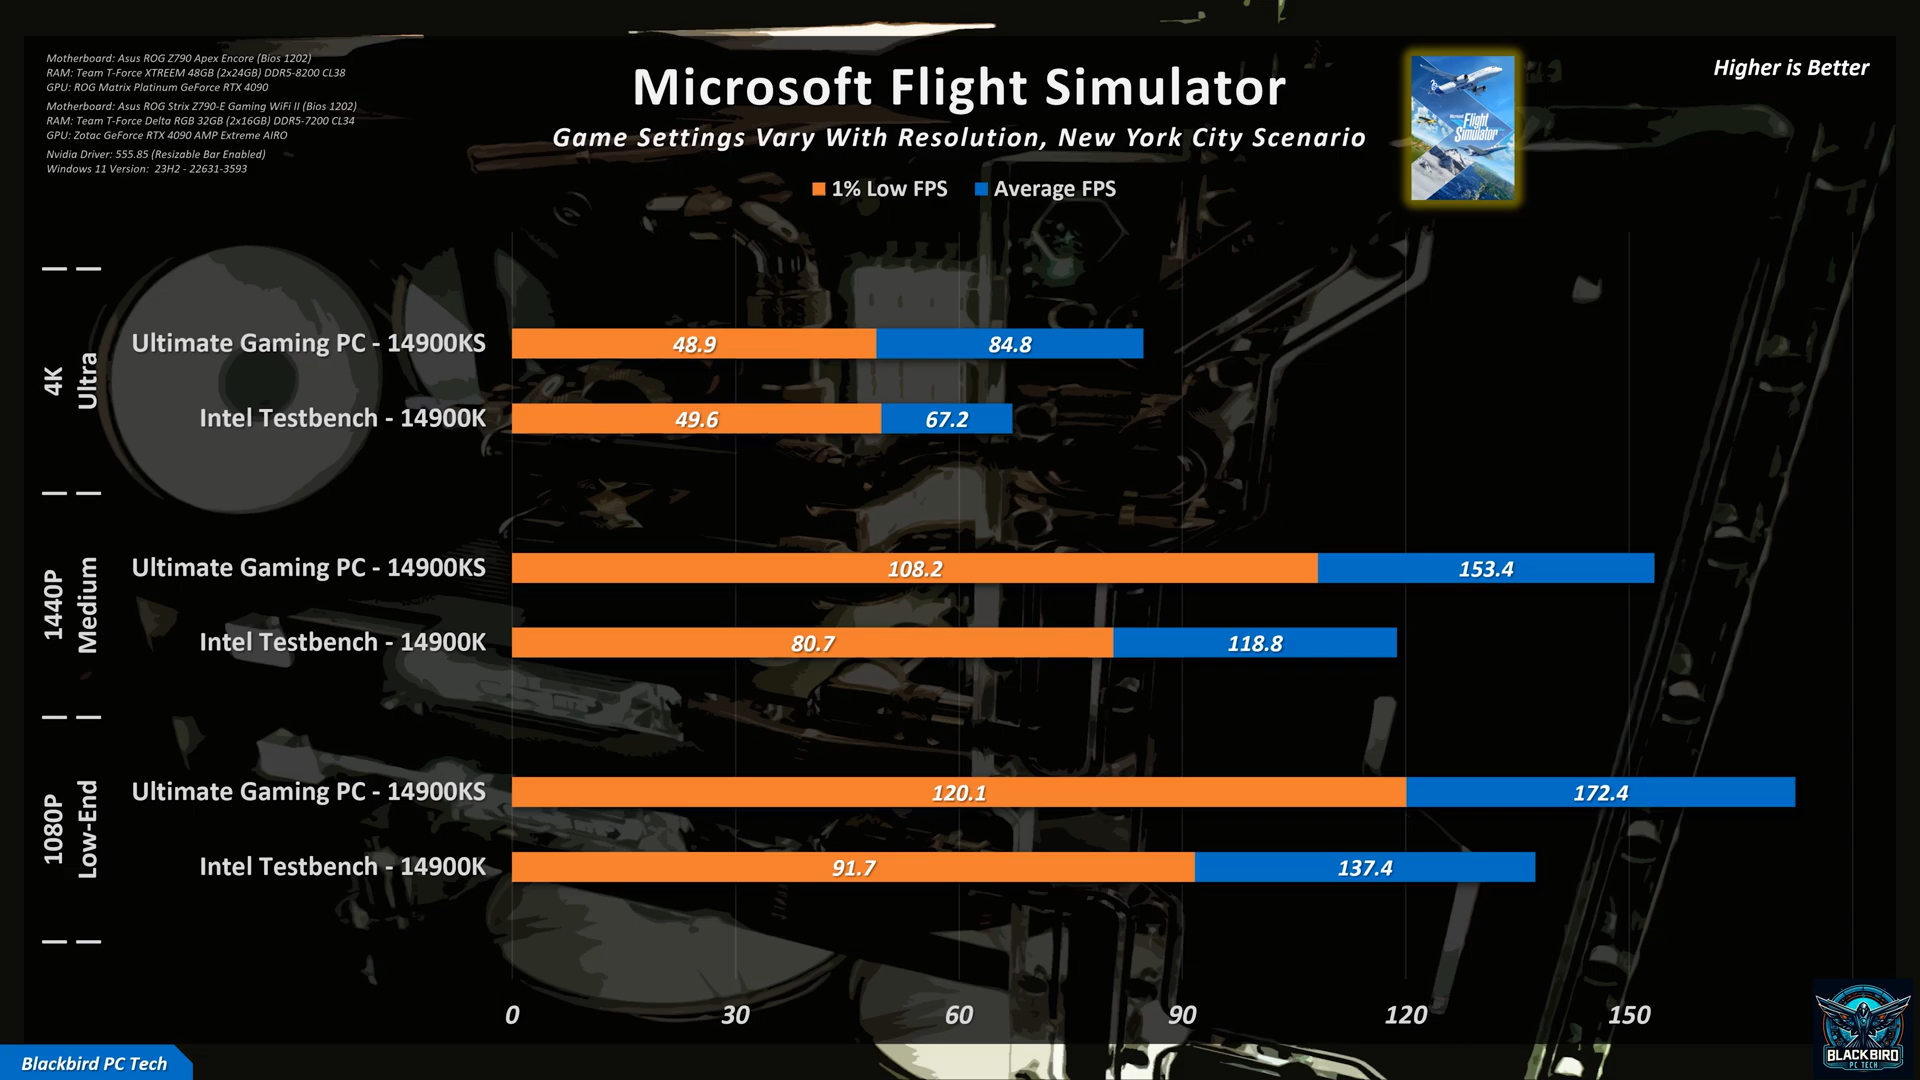 Motherboard: Asus ROG Z790 Apex Encore (Bios 1202)
RAM: Team T-Force XTREEM 48GB (2x24GB) DDR5-8200 CL38
GPU: ROG Matrix Platinum GeForce RTX 4090
Motherboard: Asus ROG Strix Z790-E Gaming WiFi II (Bios 1202)
RAM: Team T-Force Delta RGB 32GB (2x16GB) DDR5-7200 CL34
GPU: Zotac GeForce RTX 4090 AMP Extreme AIRO
Nvidia Driver: 555.85 (Resizable Bar Enabled)
Windows 11 Version: 23H2 - 22631-3593
Microsoft Flight Simulator
Game Settings Vary With Resolution, New York City Scenario
1% Low FPS Average FPS
Flight
Simulator
Higher is Better
4K
Ultra
Ultimate Gaming PC - 14900KS 48.9 84.8
Intel Testbench - 14900K 49.6 67.2
1440P
Medium
Ultimate Gaming PC - 14900KS 108.2 153.4
Intel Testbench - 14900K 80.7 118.8
1080P
Low-End
Ultimate Gaming PC - 14900KS 120.1 172.4
Intel Testbench - 14900K 91.7 137.4
0 30 60 90 120 150
Blackbird PC Tech
BLACKBIRD
PC TECH